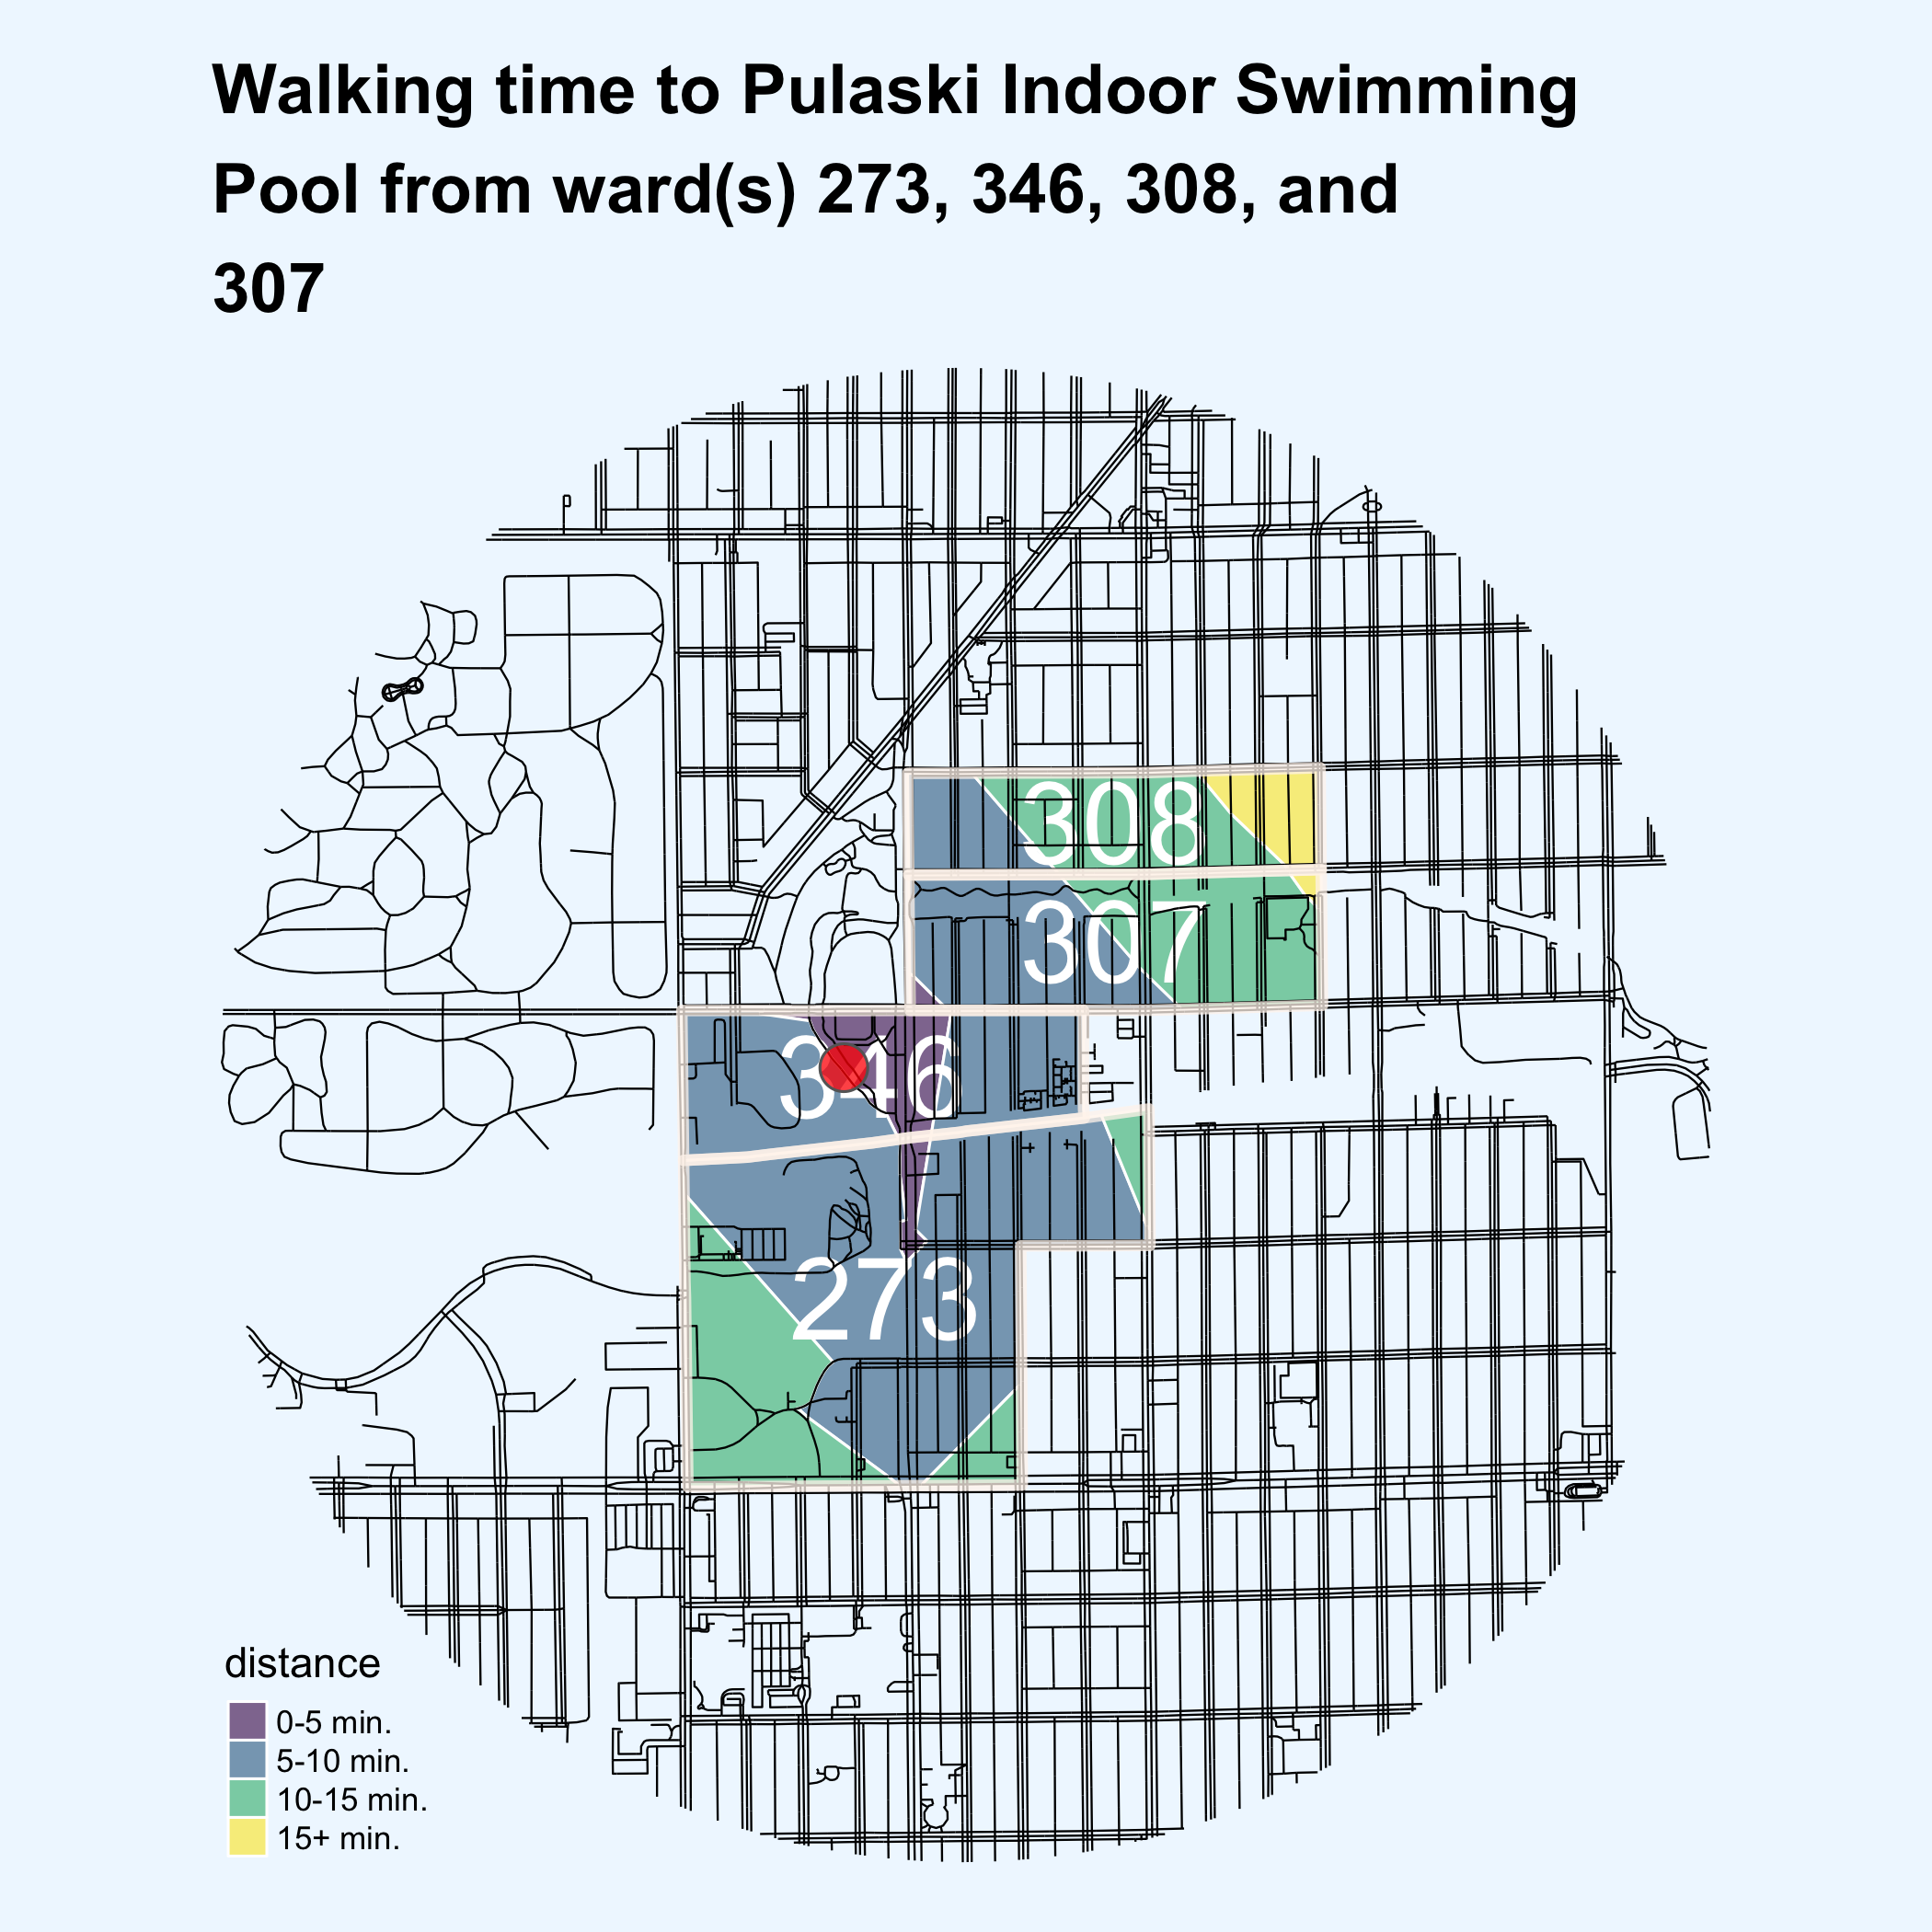 Walking time to Pulaski Indoor Swimming
Pool from ward(s) 273, 346, 308, and
307
308
307
346
273
distance
0-5 min.
5-10 min.
10-15 min.
15+ min.